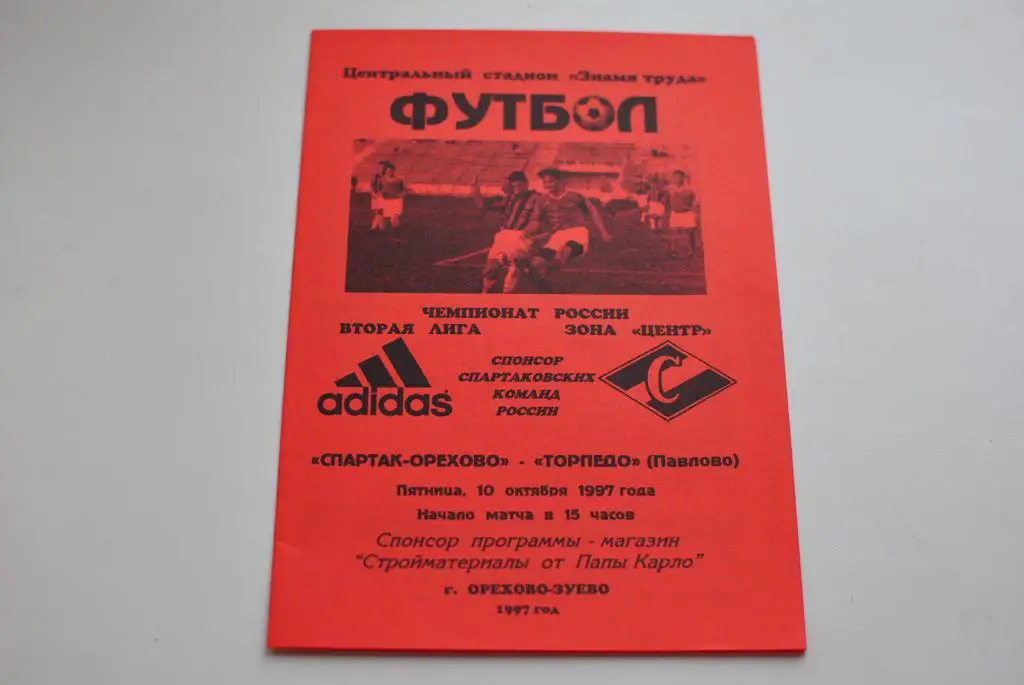 Центральный стадион «Знамя труда»
ФУТБОЛ
ЧЕМПИОНАТ РОССИИ
ВТОРАЯ ЛИГА ЗОНА «ЦЕНТР»
adidas
СПОНСОР
СПАРТАКОВСКИХ
КОМАНД
РОССИИ
С
«СПАРТАК-ОРЕХОВО» - «ТОРПЕДО» (Павлово)
Пятница, 10 октября 1997 года
Начало матча в 15 часов
Спонсор программы - магазин
"Стройматериалы от Папы Карло"
г. ОРЕХОВО-ЗУЕВО
1997 год